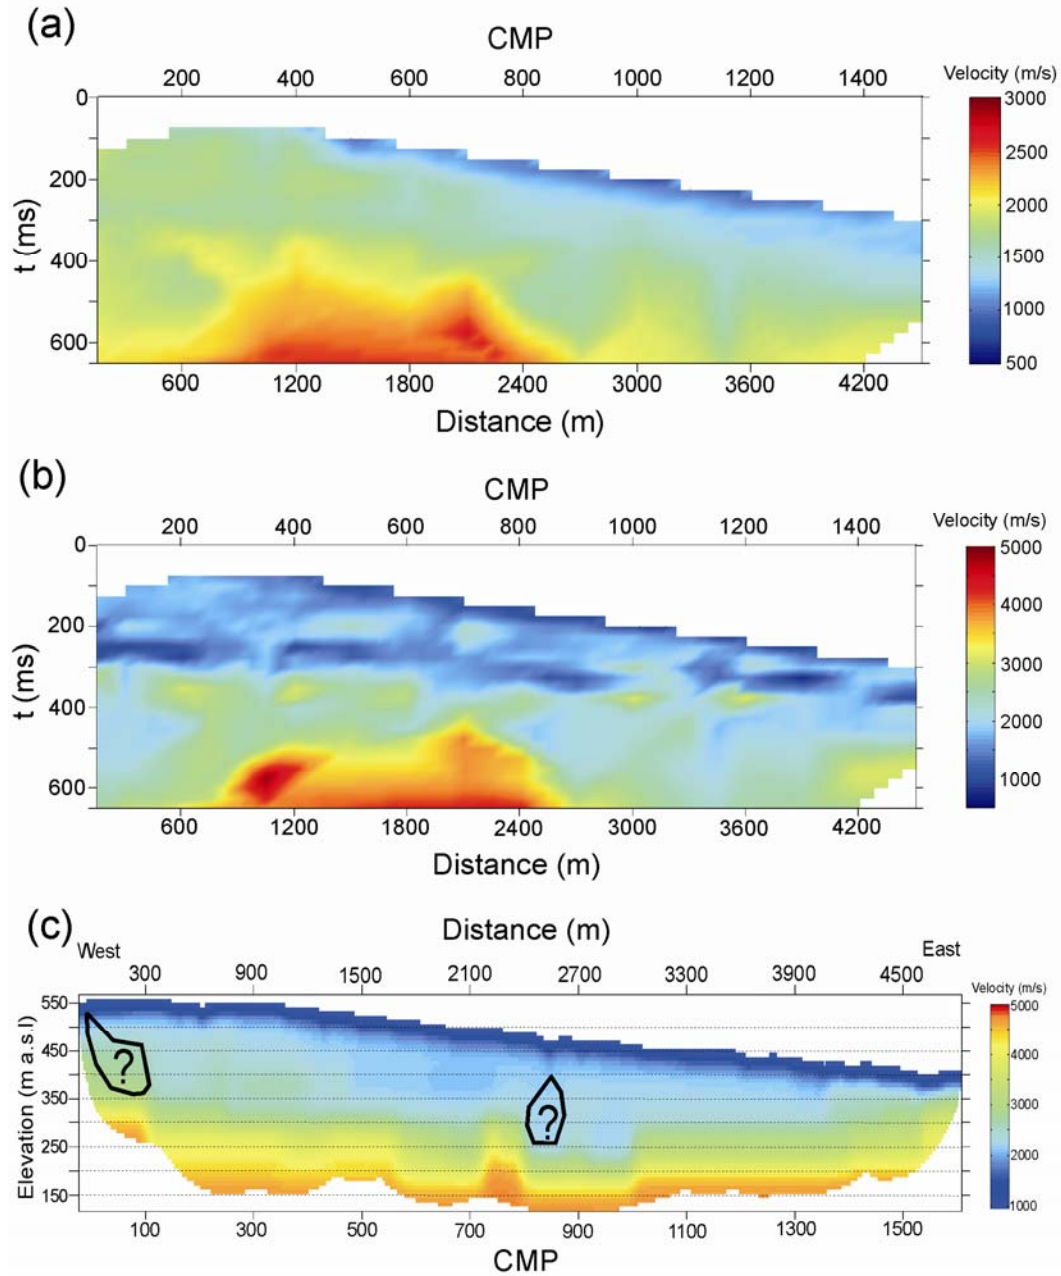 (a)
CMP
200 400 600 800 1000 1200 1400
Velocity (m/s)
0
200
400
600
t (ms)
3000
2500
2000
1500
1000
500
600 1200 1800 2400 3000 3600 4200
Distance (m)
(b)
CMP
200 400 600 800 1000 1200 1400
Velocity (m/s)
0
200
400
600
t (ms)
5000
4000
3000
2000
1000
600 1200 1800 2400 3000 3600 4200
Distance (m)
(c)
Distance (m)
West
East
300 900 1500 2100 2700 3300 3900 4500
Velocity (m/s)
550
450
350
250
150
Elevation (m a.s.l)
?
?
5000
4000
3000
2000
1000
100 300 500 700 900 1100 1300 1500
CMP